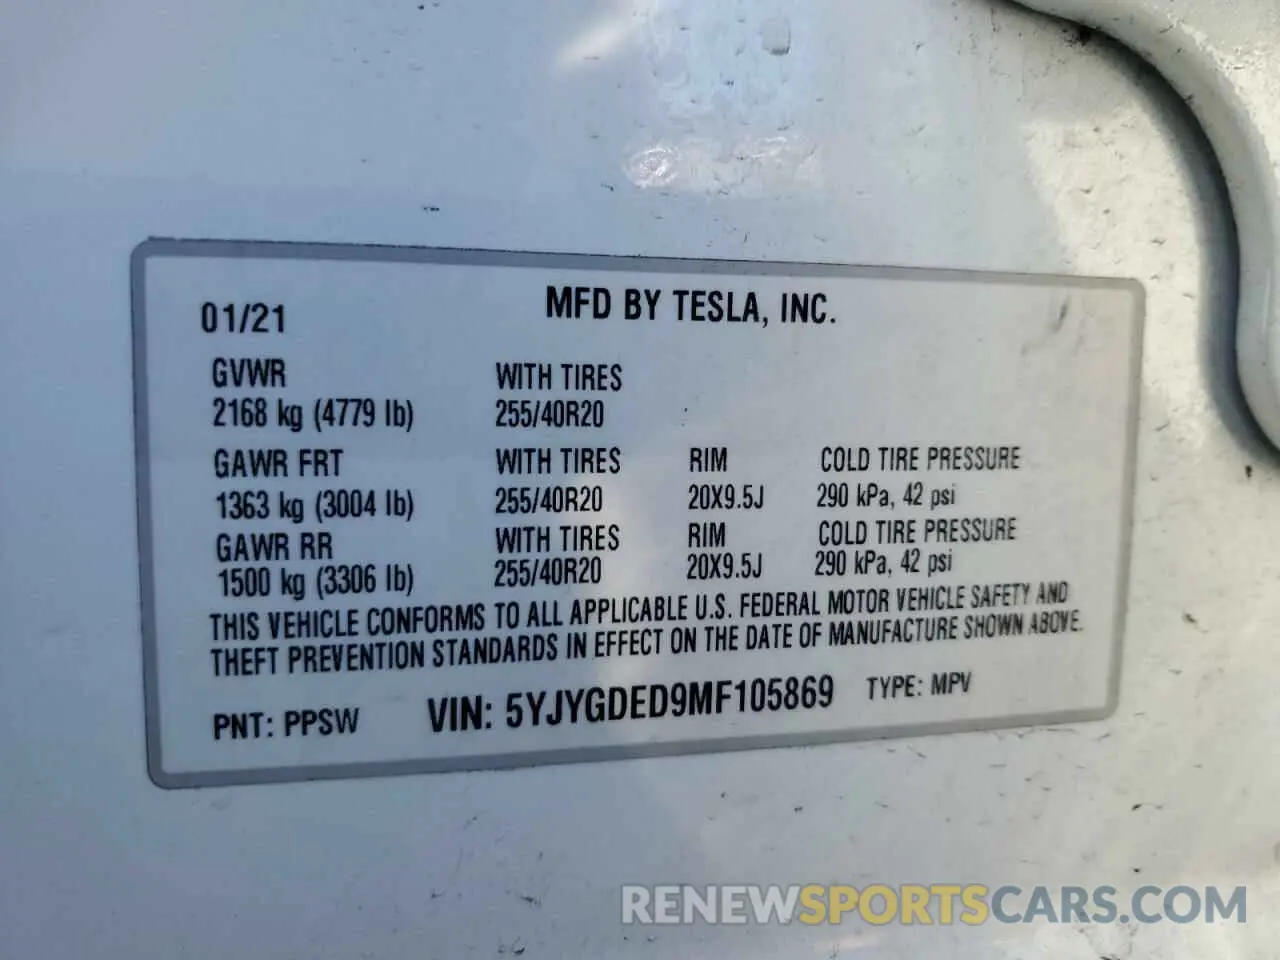 01/21 MFD BY TESLA, INC.
GVWR WITH TIRES
2168 kg (4779 lb) 255/40R20
GAWR FRT WITH TIRES RIM COLD TIRE PRESSURE
1363 kg (3004 lb) 255/40R20 20X9.5J 290 kPa, 42 psi
GAWR RR WITH TIRES RIM COLD TIRE PRESSURE
1500 kg (3306 lb) 255/40R20 20X9.5J 290 kPa, 42 psi
THIS VEHICLE CONFORMS TO ALL APPLICABLE U.S. FEDERAL MOTOR VEHICLE SAFETY AND
THEFT PREVENTION STANDARDS IN EFFECT ON THE DATE OF MANUFACTURE SHOWN ABOVE.
PNT: PPSW VIN: 5YJYGDED9MF105869 TYPE: MPV
RENEWSPORTSCARS.COM